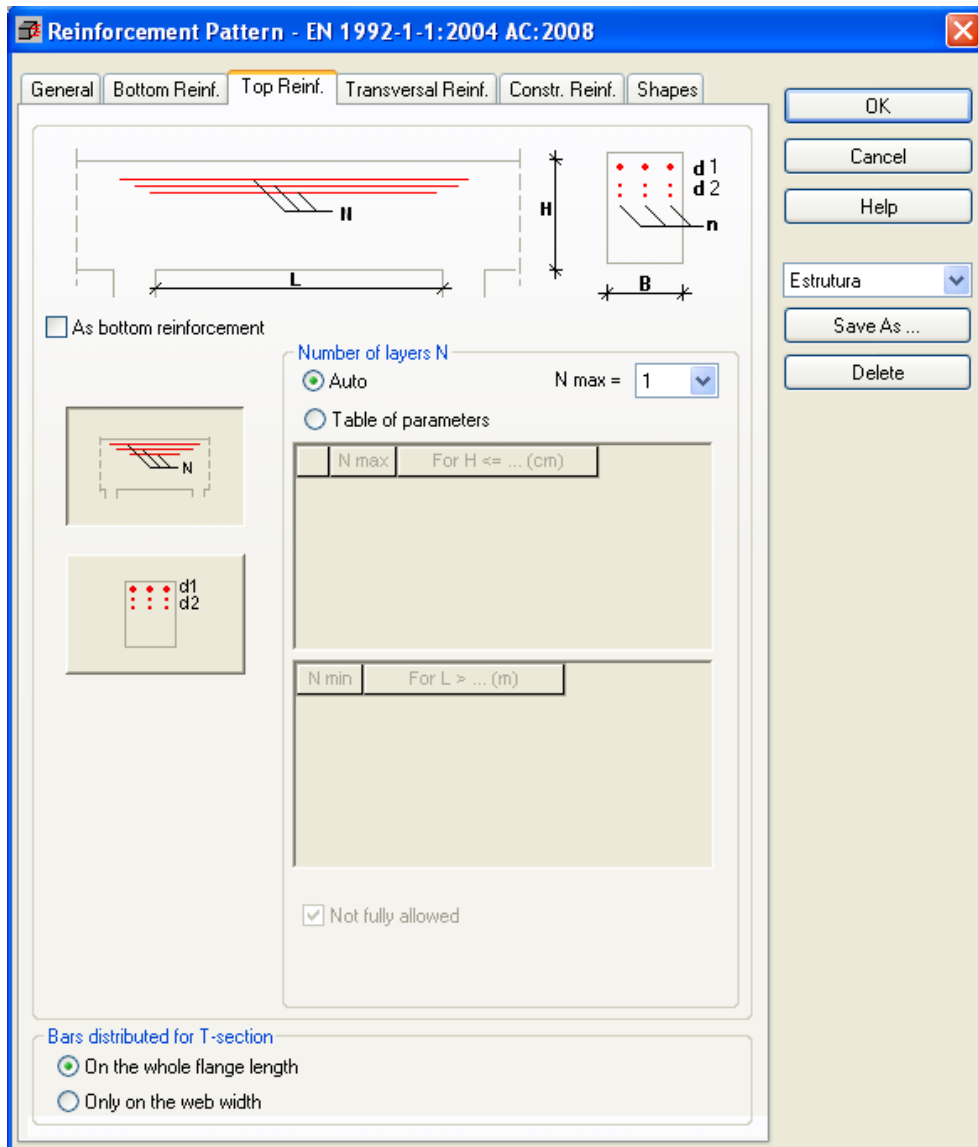 Reinforcement Pattern - EN 1992-1-1:2004 AC:2008
General Bottom Reinf. Top Reinf. Transversal Reinf. Constr. Reinf. Shapes
OK
Cancel
Help
Estrutura
Save As ...
Delete
N
L
H
d1
d2
n
B
As bottom reinforcement
N
d1
d2
Number of layers N
Auto N max = 1
Table of parameters
N max For H <= ... (cm)
N min For L > ... (m)
Not fully allowed
Bars distributed for T-section
On the whole flange length
Only on the web width